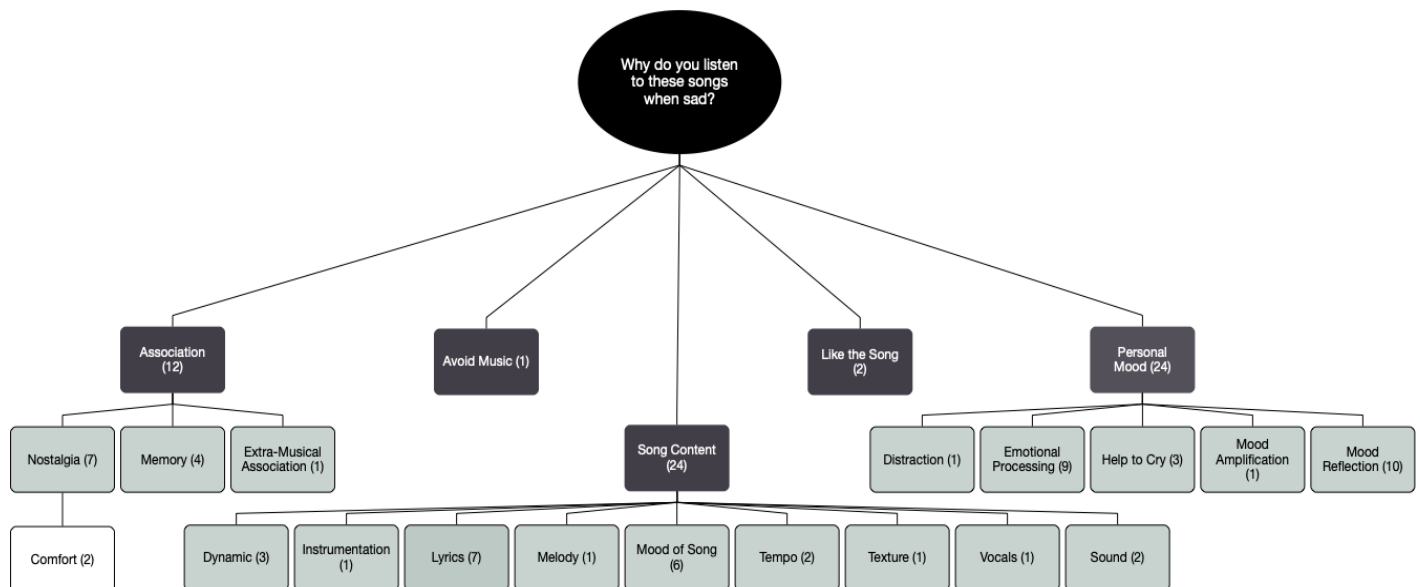 Why do you listen
to these songs
when sad?
Association
(12)
Avoid Music (1)
Like the Song
(2)
Personal
Mood (24)
Nostalgia (7)
Memory (4)
Extra-Musical
Association (1)
Song Content
(24)
Distraction (1)
Emotional
Processing (9)
Help to Cry (3)
Mood
Amplification
(1)
Mood
Reflection (10)
Comfort (2)
Dynamic (3)
Instrumentation
(1)
Lyrics (7)
Melody (1)
Mood of Song
(6)
Tempo (2)
Texture (1)
Vocals (1)
Sound (2)